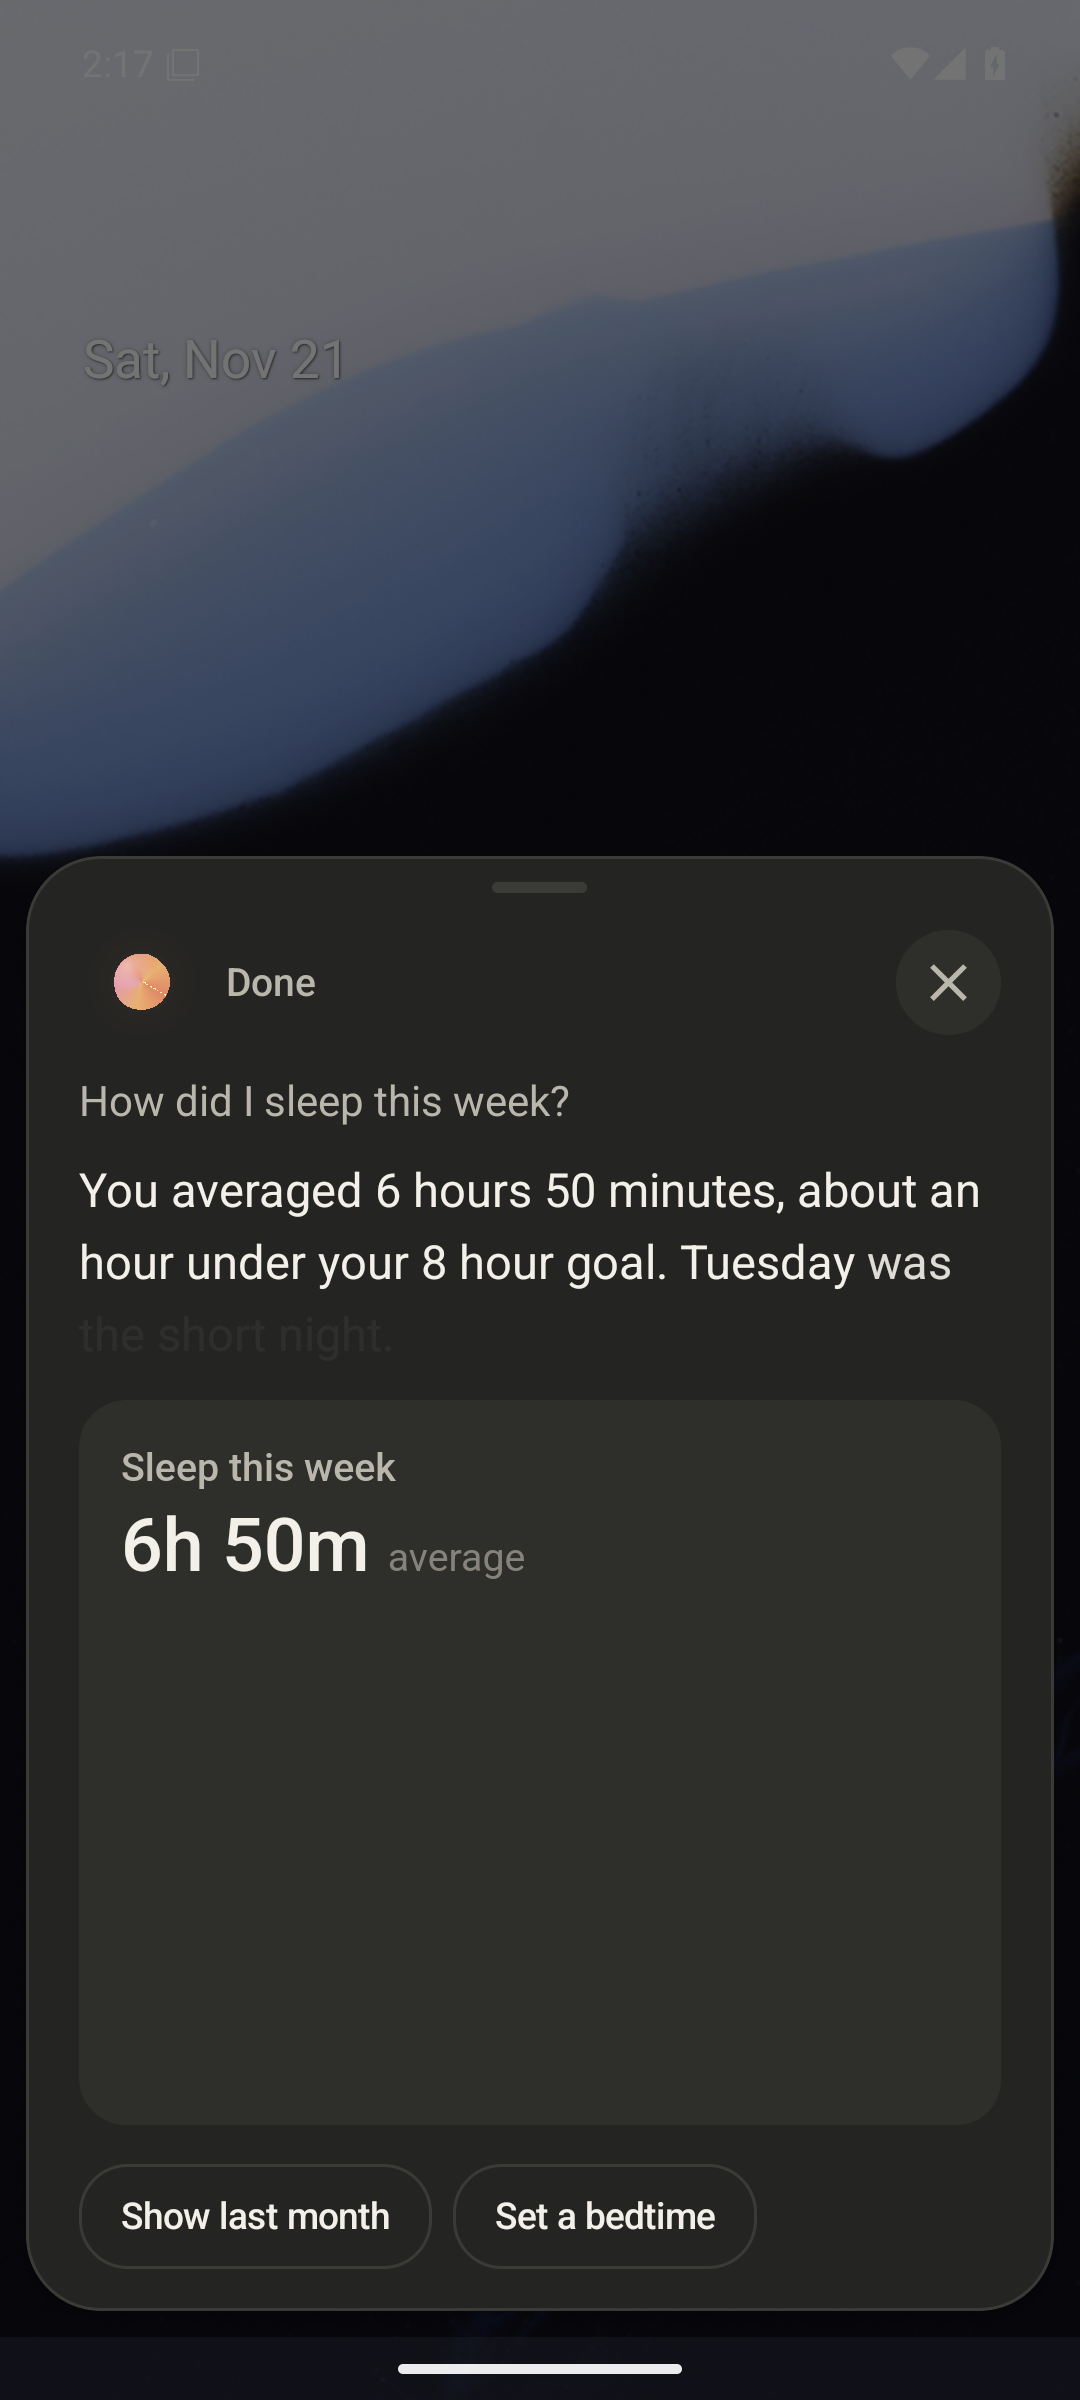 2:17
Sat, Nov 21
Done
How did I sleep this week?
You averaged 6 hours 50 minutes, about an
hour under your 8 hour goal. Tuesday was
the short night.
Sleep this week
6h 50m average
Show last month
Set a bedtime